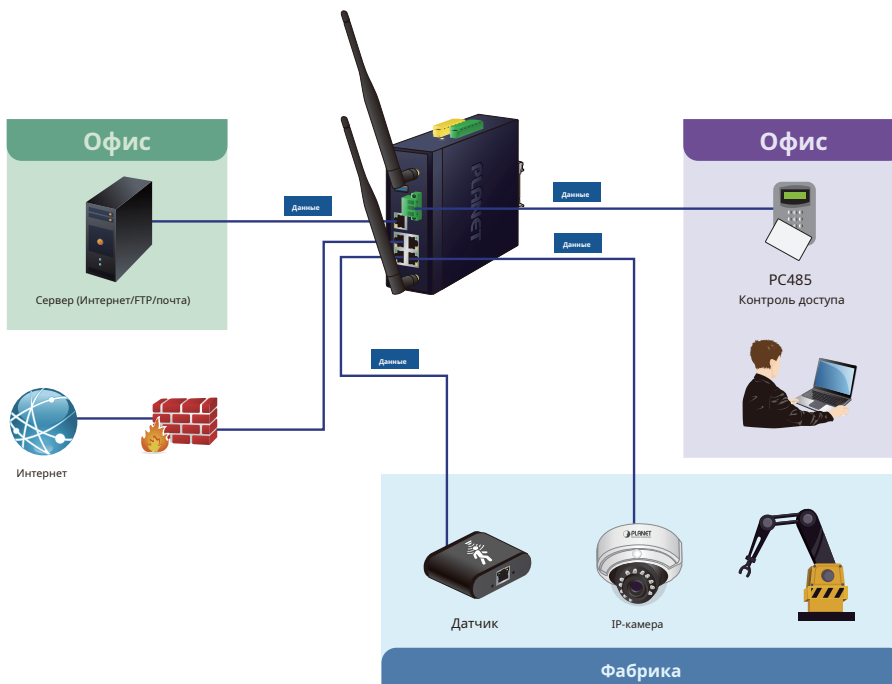 Офис
Офис
PLANET
Данные
Данные
Данные
PC485
Контроль доступа
Сервер (Интернет/FTP/почта)
Данные
Интернет
PLANET
Датчик
IP-камера
Фабрика